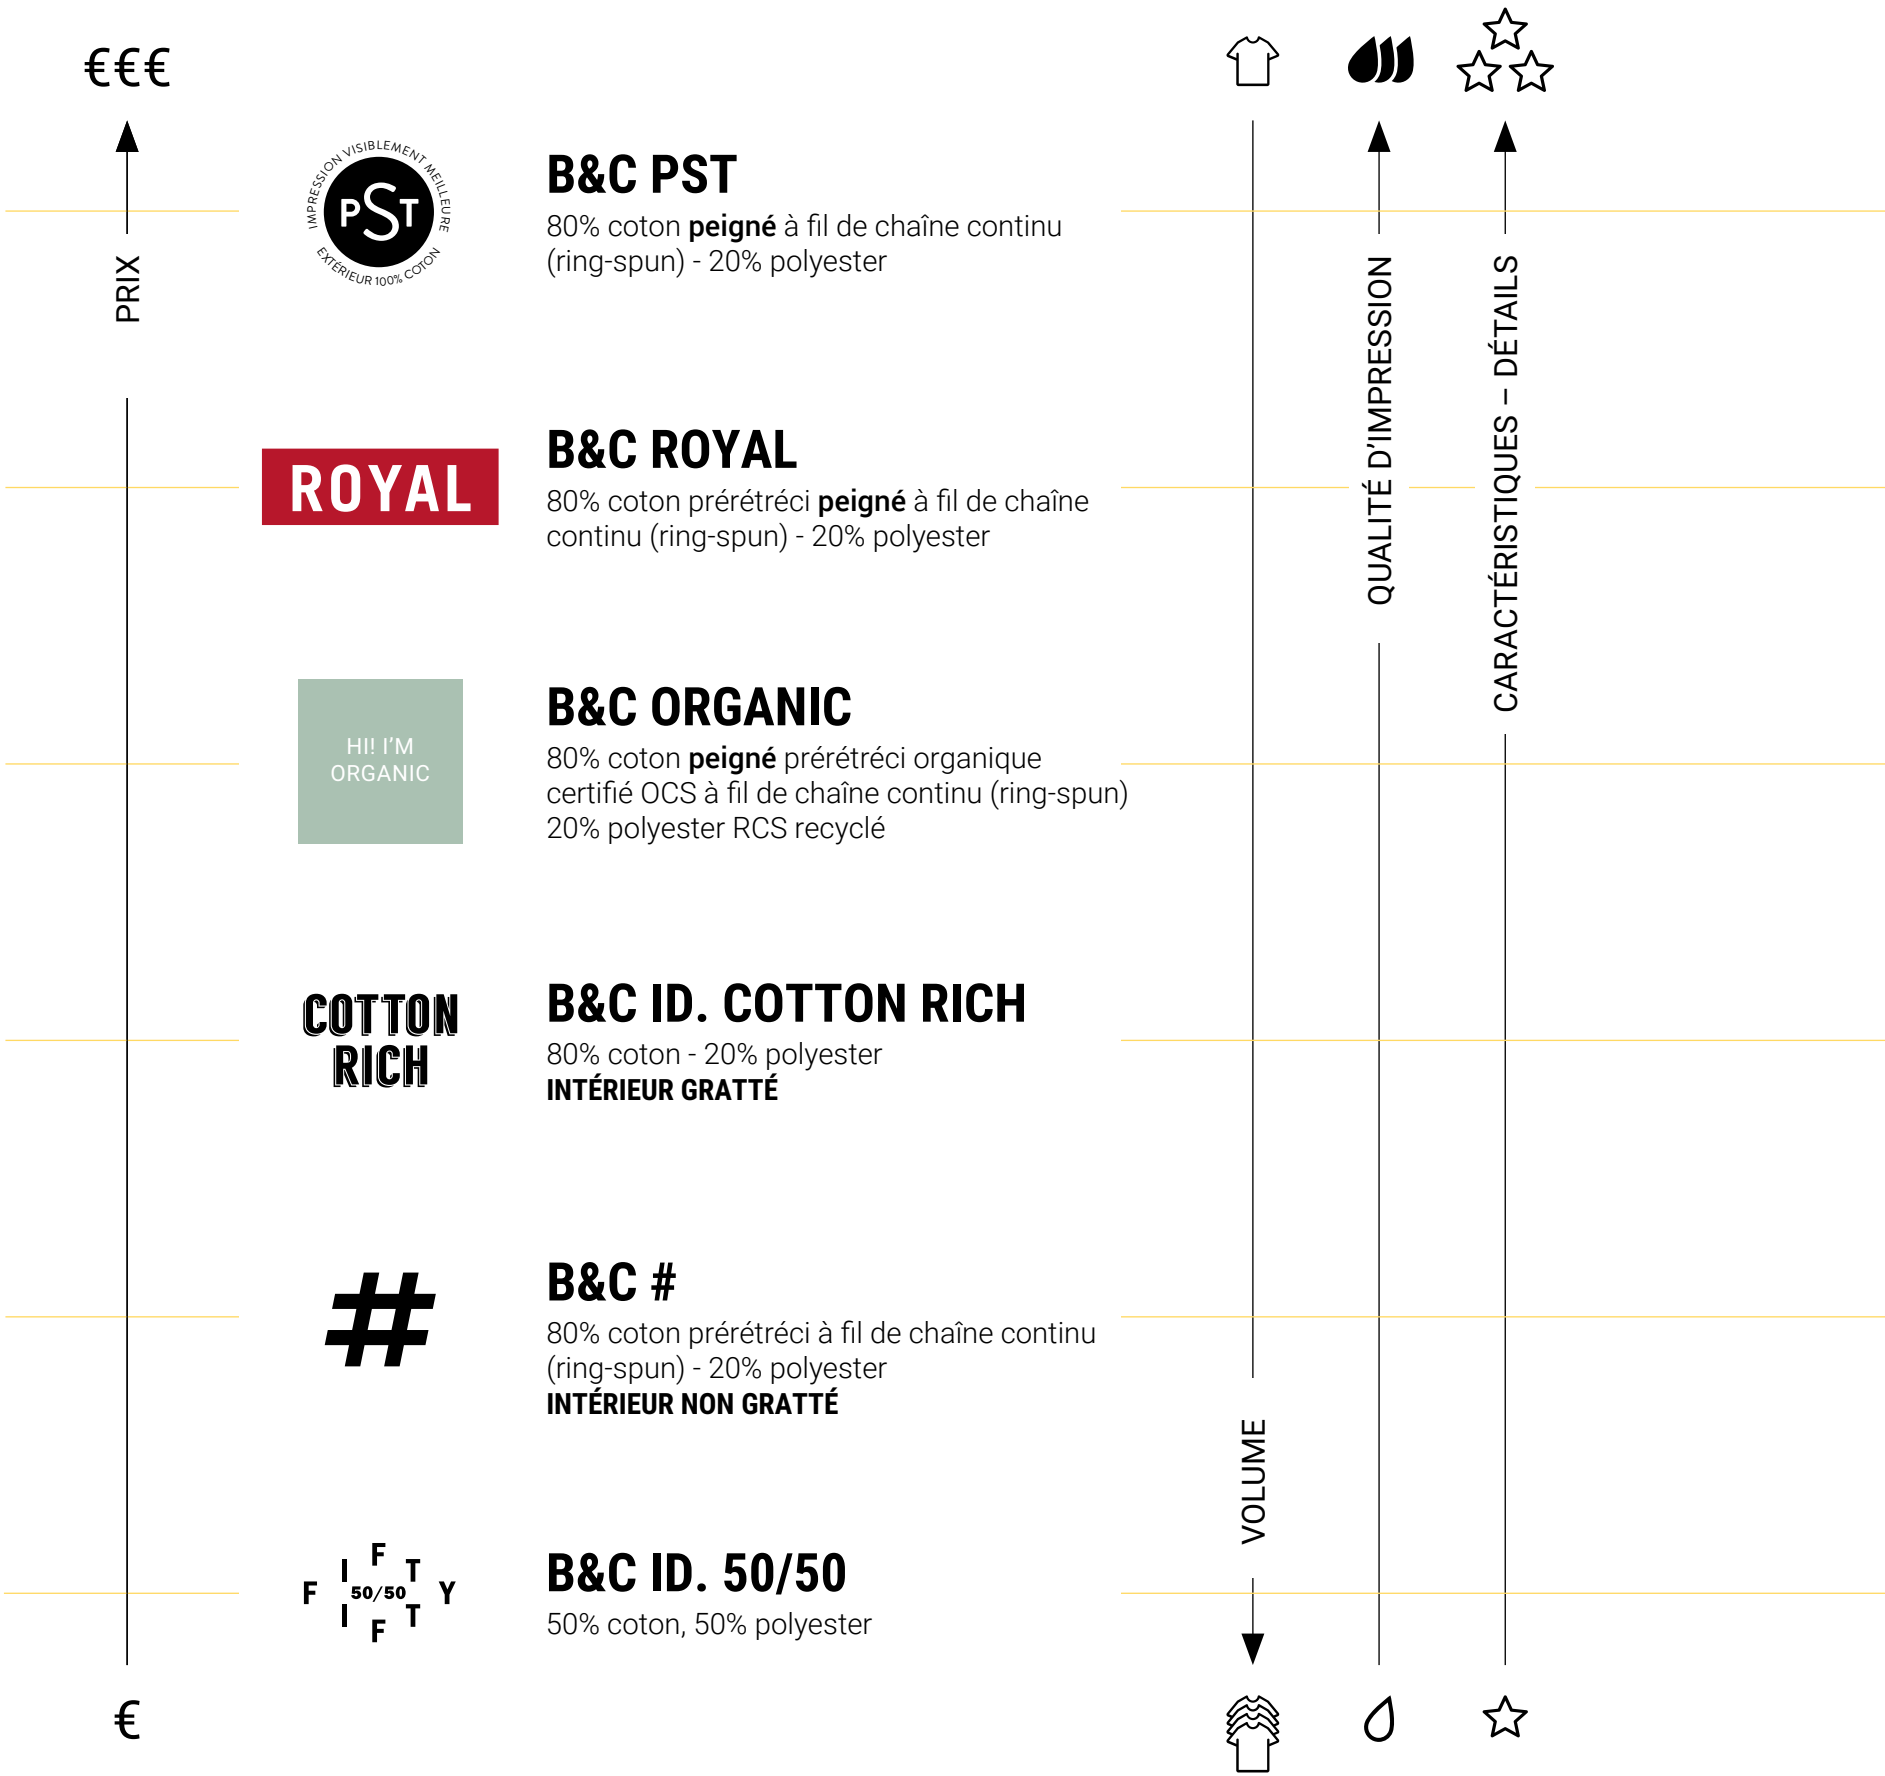 €€€
PRIX
IMPRESSION VISIBLEMENT MEILLEURE
PST
EXTÉRIEUR 100% COTON
B&C PST
80% coton peigné à fil de chaîne continu
(ring-spun) - 20% polyester
ROYAL
B&C ROYAL
80% coton prérétréci peigné à fil de chaîne
continu (ring-spun) - 20% polyester
HI! I'M
ORGANIC
B&C ORGANIC
80% coton peigné prérétréci organique
certifié OCS à fil de chaîne continu (ring-spun)
20% polyester RCS recyclé
COTTON
RICH
B&C ID. COTTON RICH
80% coton - 20% polyester
INTÉRIEUR GRATTÉ
#
B&C #
80% coton prérétréci à fil de chaîne continu
(ring-spun) - 20% polyester
INTÉRIEUR NON GRATTÉ
FIFTY
50/50
FIFTY
B&C ID. 50/50
50% coton, 50% polyester
€
VOLUME
QUALITÉ D'IMPRESSION
CARACTÉRISTIQUES – DÉTAILS